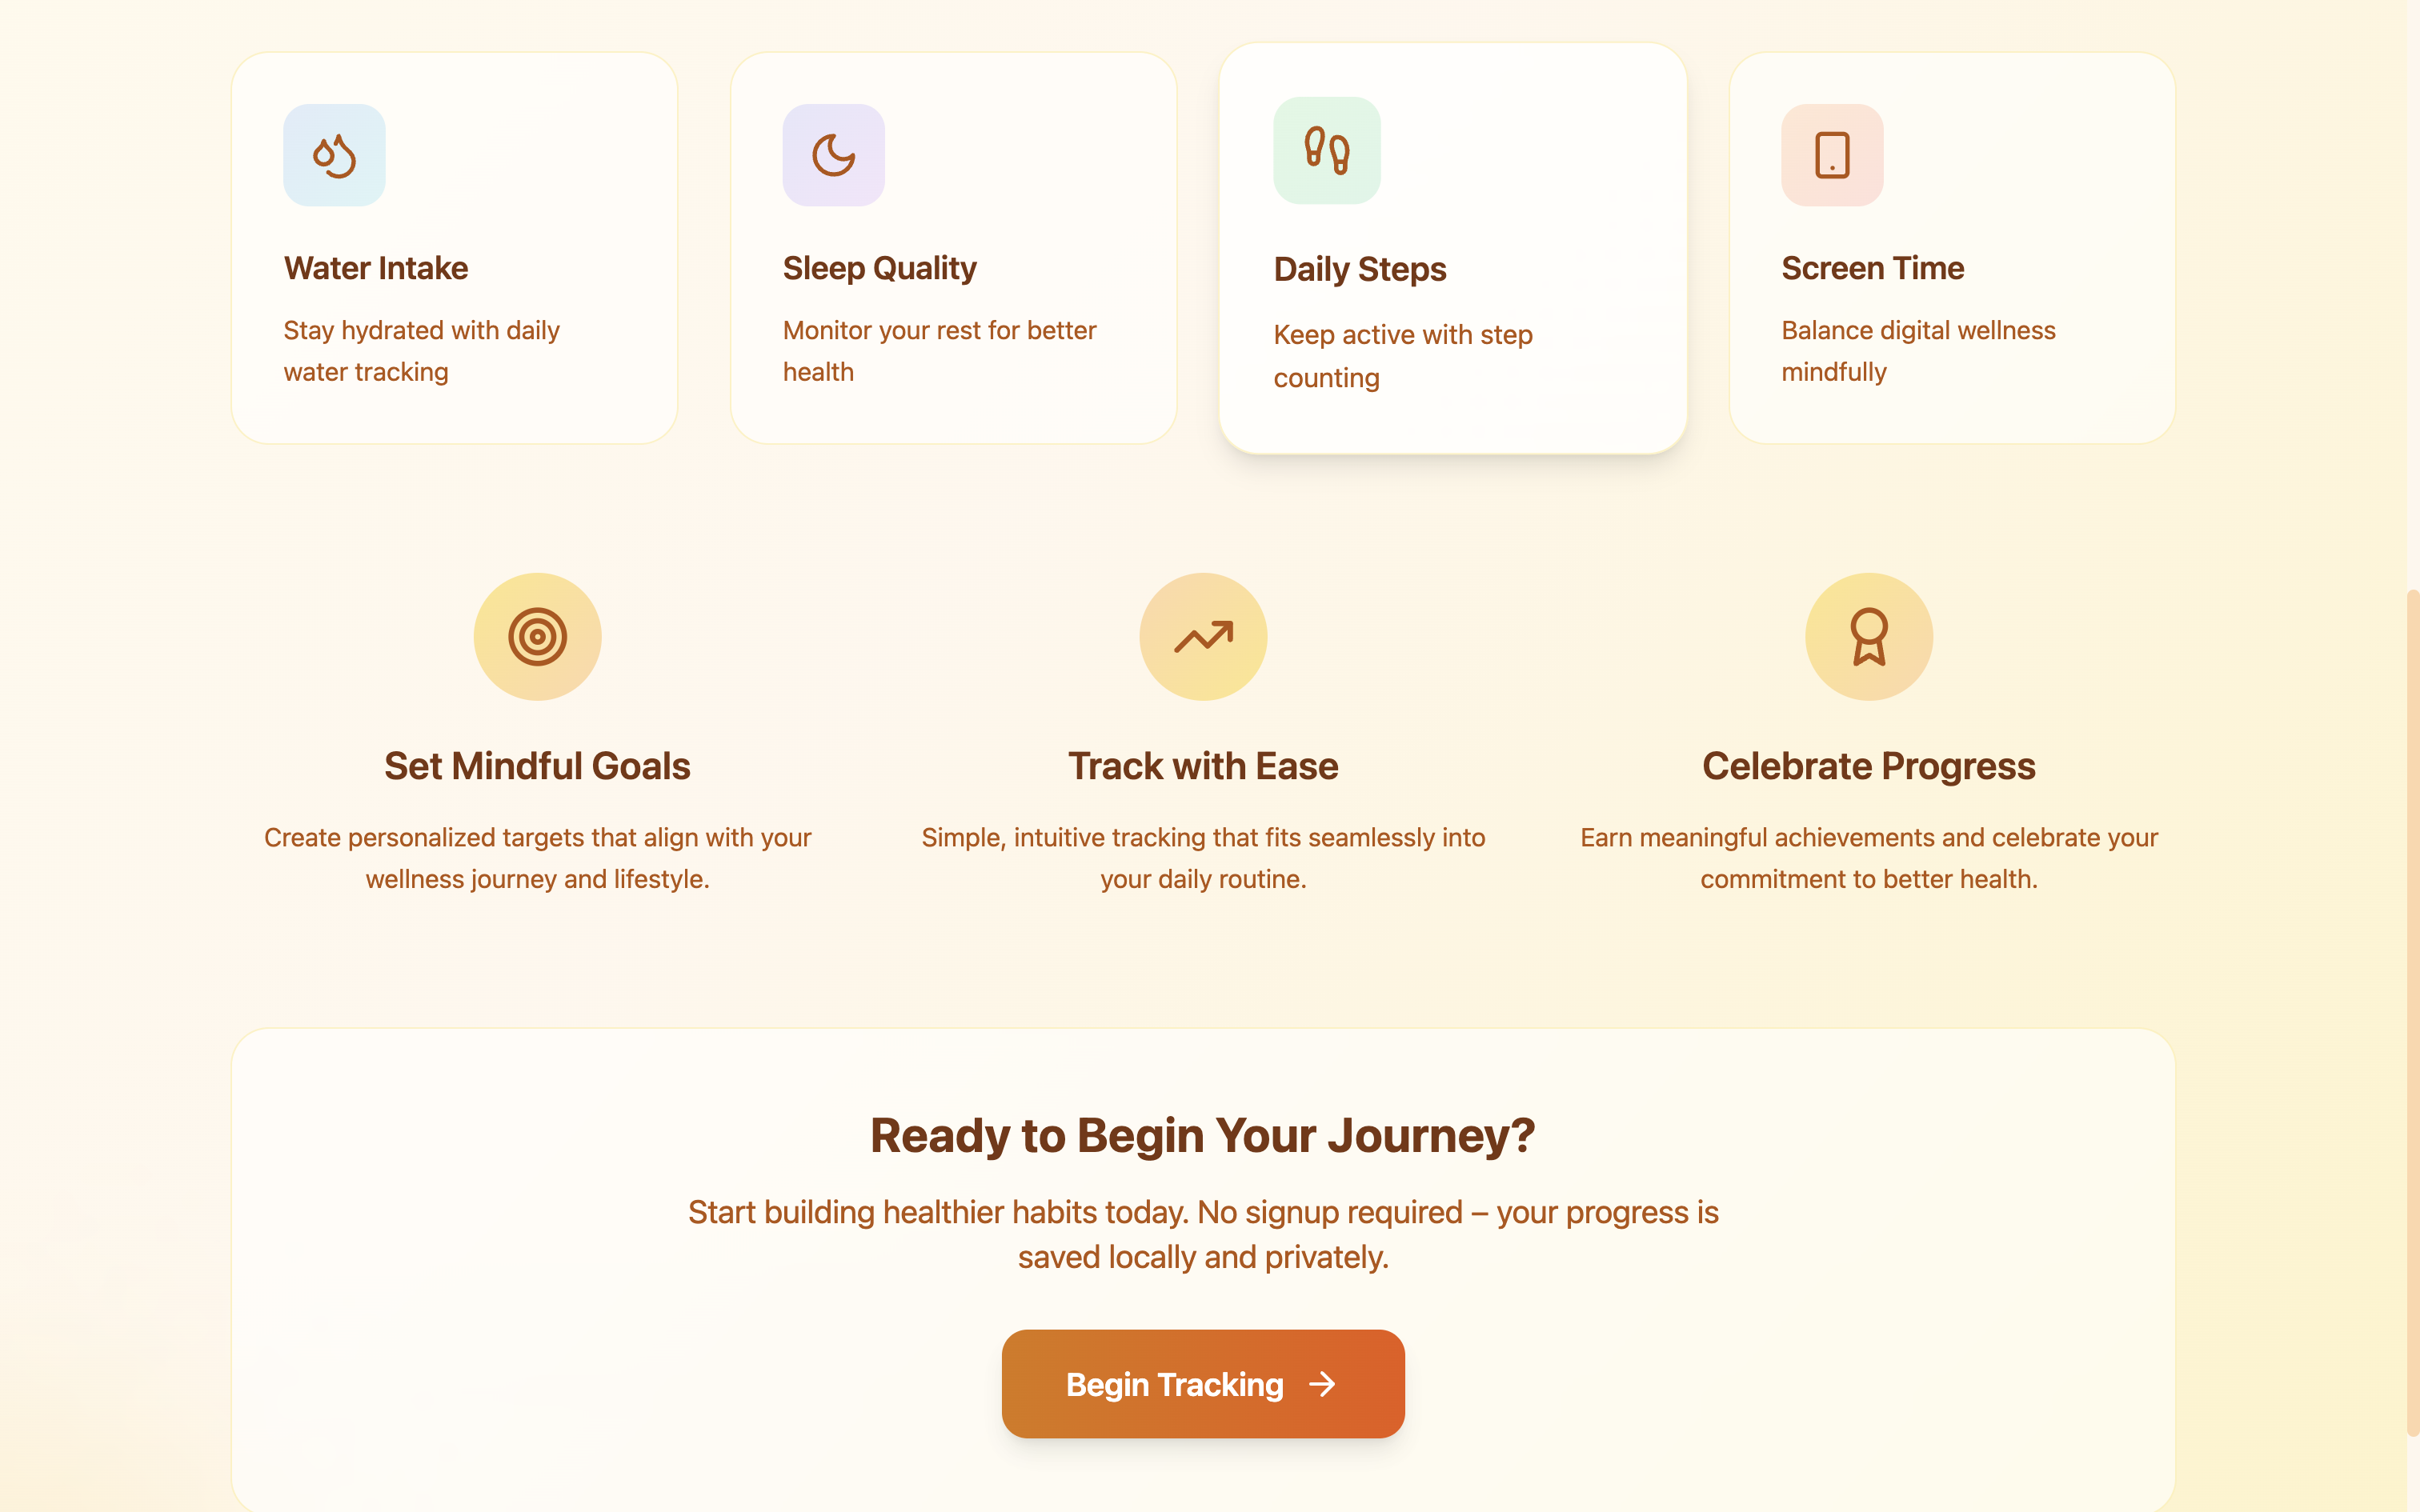 Water Intake
Stay hydrated with daily
water tracking
Sleep Quality
Monitor your rest for better
health
Daily Steps
Keep active with step
counting
Screen Time
Balance digital wellness
mindfully
Set Mindful Goals
Create personalized targets that align with your
wellness journey and lifestyle.
Track with Ease
Simple, intuitive tracking that fits seamlessly into
your daily routine.
Celebrate Progress
Earn meaningful achievements and celebrate your
commitment to better health.
Ready to Begin Your Journey?
Start building healthier habits today. No signup required – your progress is
saved locally and privately.
Begin Tracking